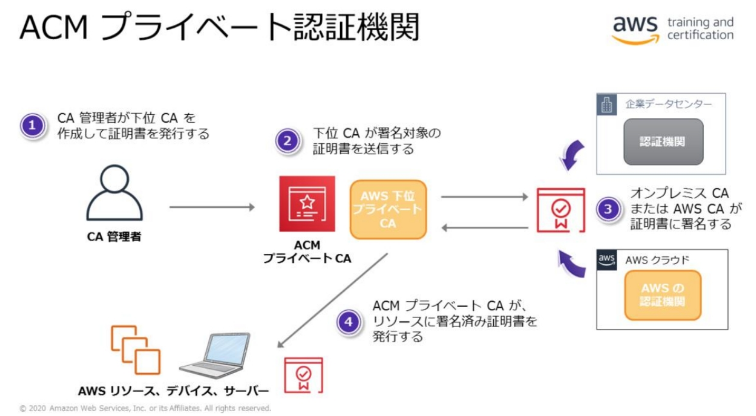 ACM プライベート認証機関
aws training and
certification
1 CA 管理者が下位 CA を
作成して証明書を発行する
2 下位 CA が署名対象の
証明書を送信する
企業データセンター
認証機関
CA 管理者
AWS 下位
プライベート
CA
ACM
プライベート CA
3 オンプレミス CA
または AWS CA が
証明書に署名する
aws AWS クラウド
AWS の
認証機関
4 ACM プライベート CA が、
リソースに署名済み証明書を
発行する
AWS リソース、デバイス、サーバー
© 2020 Amazon Web Services, Inc. or its Affiliates. All rights reserved.